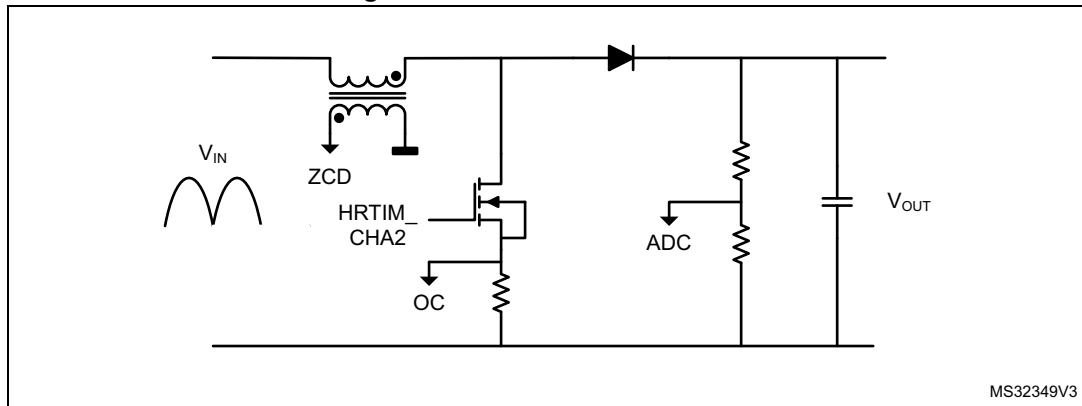 V_IN
ZCD
HRTIM_
CHA2
OC
ADC
V_OUT
MS32349V3